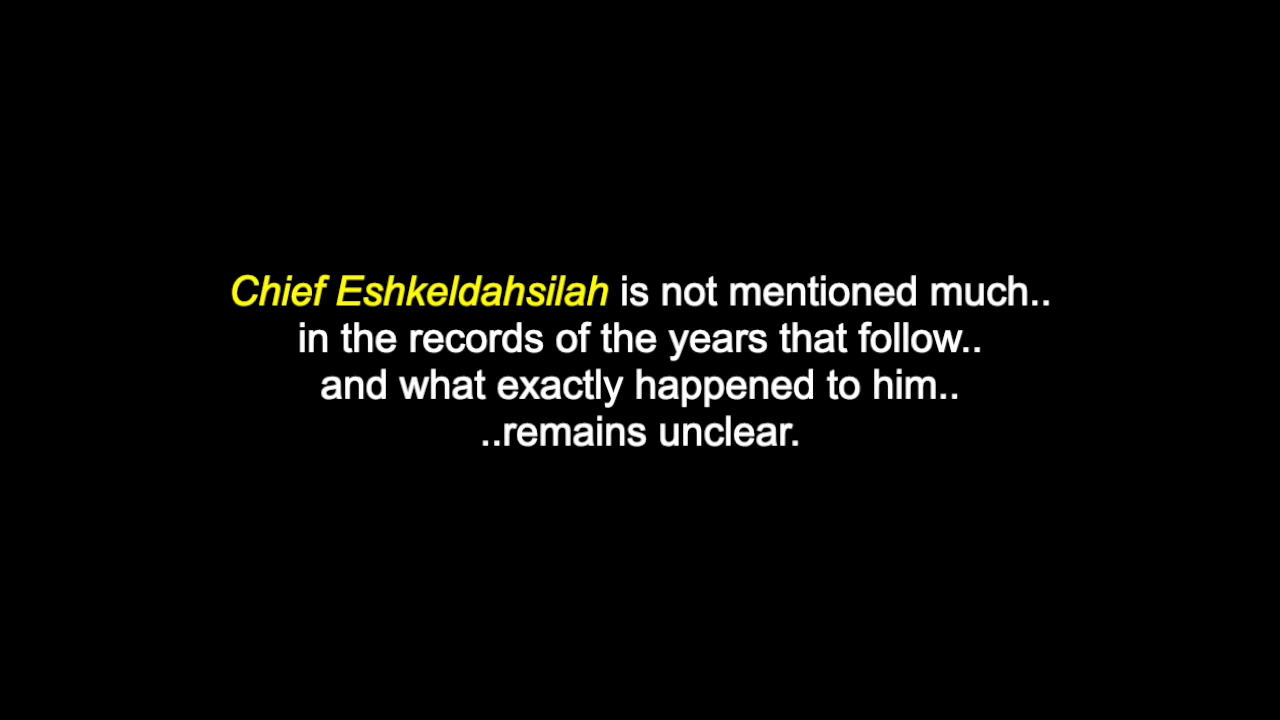 Chief Eshkeldahsilah is not mentioned much..
in the records of the years that follow..
and what exactly happened to him..
..remains unclear.